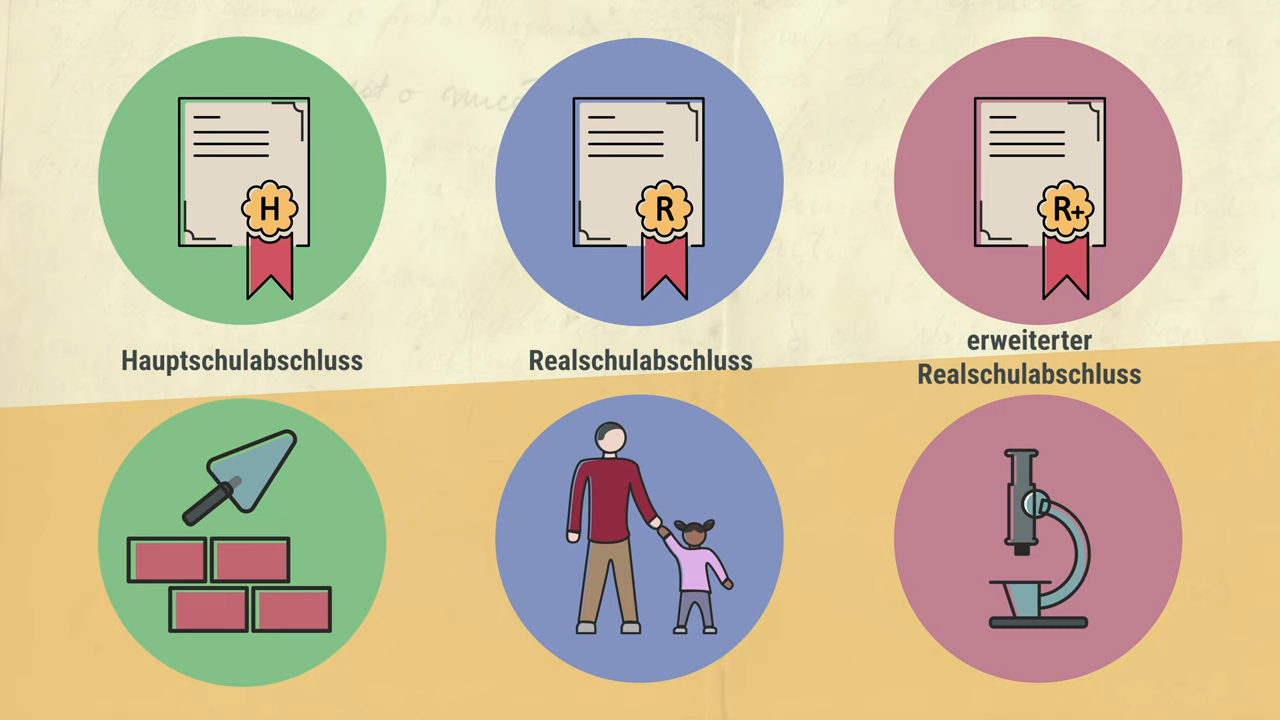 H
R
R+
Hauptschulabschluss
Realschulabschluss
erweiterter
Realschulabschluss